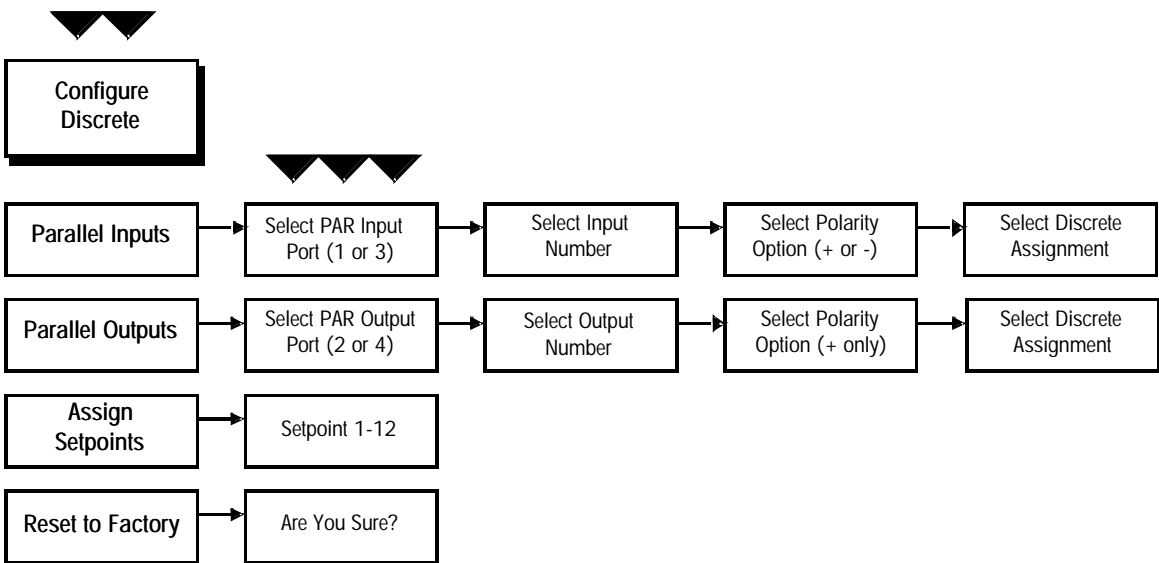 Configure
Discrete
Parallel Inputs
Select PAR Input
Port (1 or 3)
Select Input
Number
Select Polarity
Option (+ or -)
Select Discrete
Assignment
Parallel Outputs
Select PAR Output
Port (2 or 4)
Select Output
Number
Select Polarity
Option (+ only)
Select Discrete
Assignment
Assign
Setpoints
Setpoint 1-12
Reset to Factory
Are You Sure?